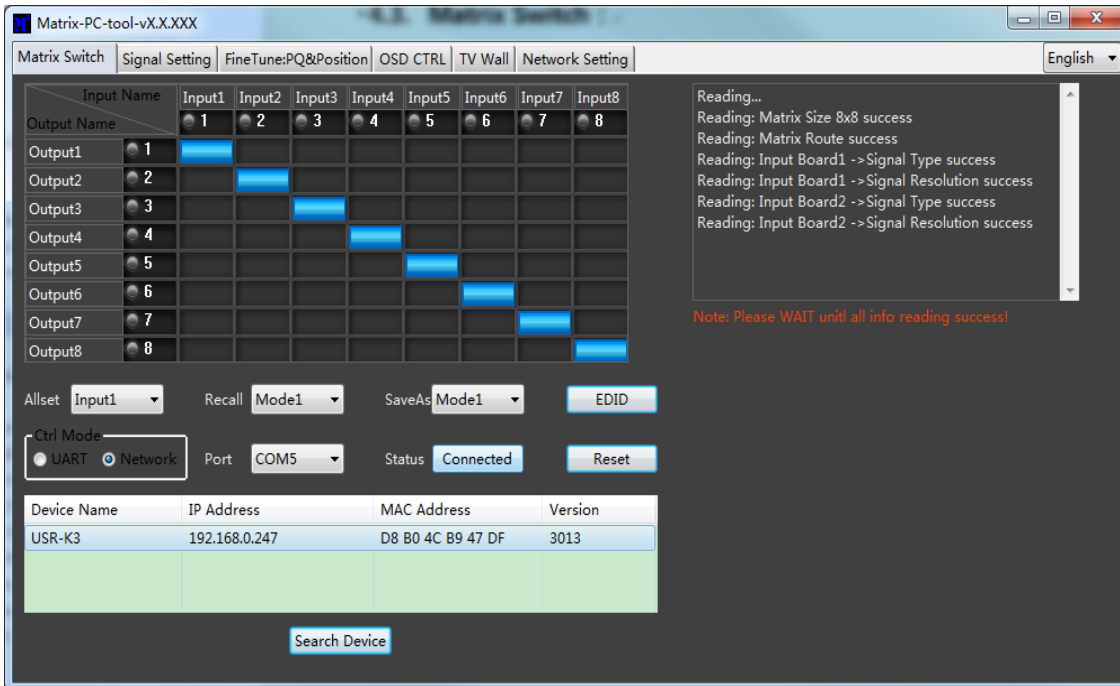 -4.3. Matrix Switch : .
Matrix-PC-tool-vX.X.XXX
Matrix Switch Signal Setting FineTune:PQ&Position OSD CTRL TV Wall Network Setting English
Input Name Input1 Input2 Input3 Input4 Input5 Input6 Input7 Input8
Output Name 1 2 3 4 5 6 7 8
Output1 1
Output2 2
Output3 3
Output4 4
Output5 5
Output6 6
Output7 7
Output8 8
Reading...
Reading: Matrix Size 8x8 success
Reading: Matrix Route success
Reading: Input Board1 ->Signal Type success
Reading: Input Board1 ->Signal Resolution success
Reading: Input Board2 ->Signal Type success
Reading: Input Board2 ->Signal Resolution success
Note: Please WAIT unitl all info reading success!
Allset Input1 Recall Mode1 SaveAs Mode1 EDID
Ctrl Mode
UART Network Port COM5 Status Connected Reset
Device Name IP Address MAC Address Version
USR-K3 192.168.0.247 D8 B0 4C B9 47 DF 3013
Search Device